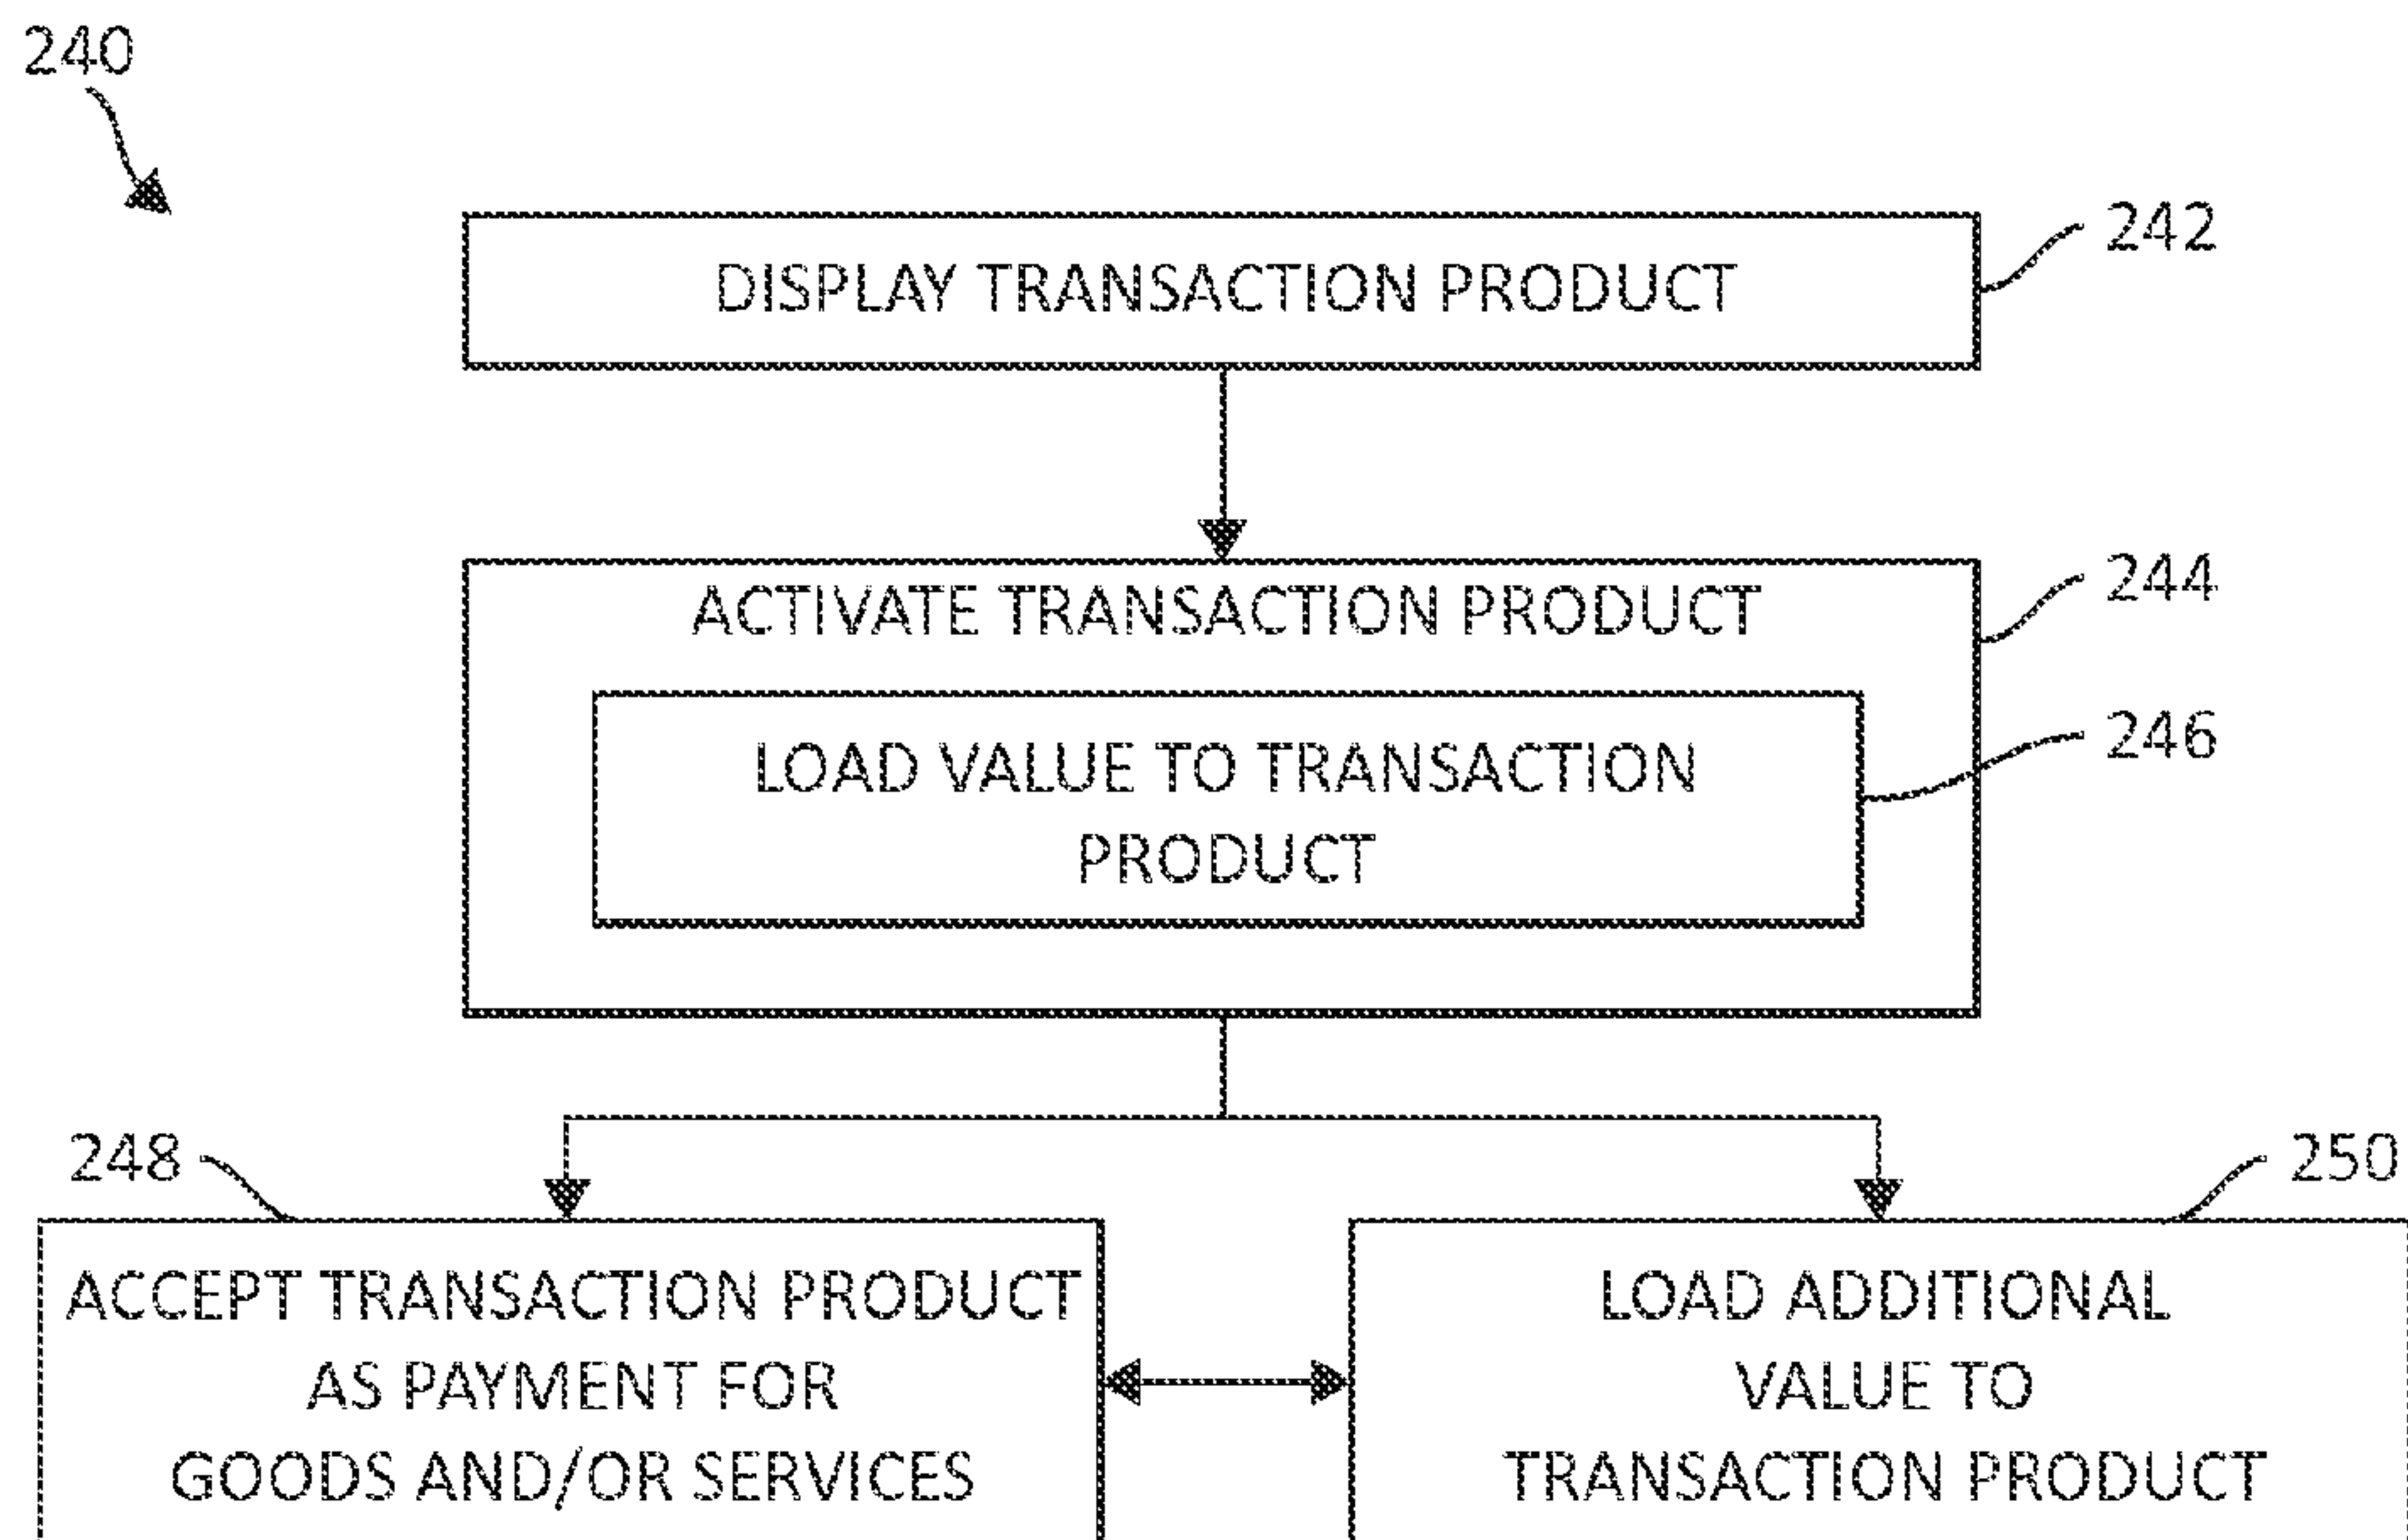 240
DISPLAY TRANSACTION PRODUCT
242
ACTIVATE TRANSACTION PRODUCT
244
LOAD VALUE TO TRANSACTION
PRODUCT
246
248
250
ACCEPT TRANSACTION PRODUCT
AS PAYMENT FOR
GOODS AND/OR SERVICES
LOAD ADDITIONAL
VALUE TO
TRANSACTION PRODUCT